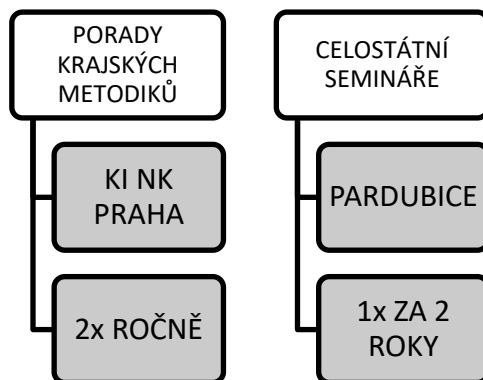 PORADY
KRAJSKÝCH
METODIKŮ
KI NK
PRAHA
2x ROČNĚ
CELOSTÁTNÍ
SEMINÁŘE
PARDUBICE
1x ZA 2
ROKY